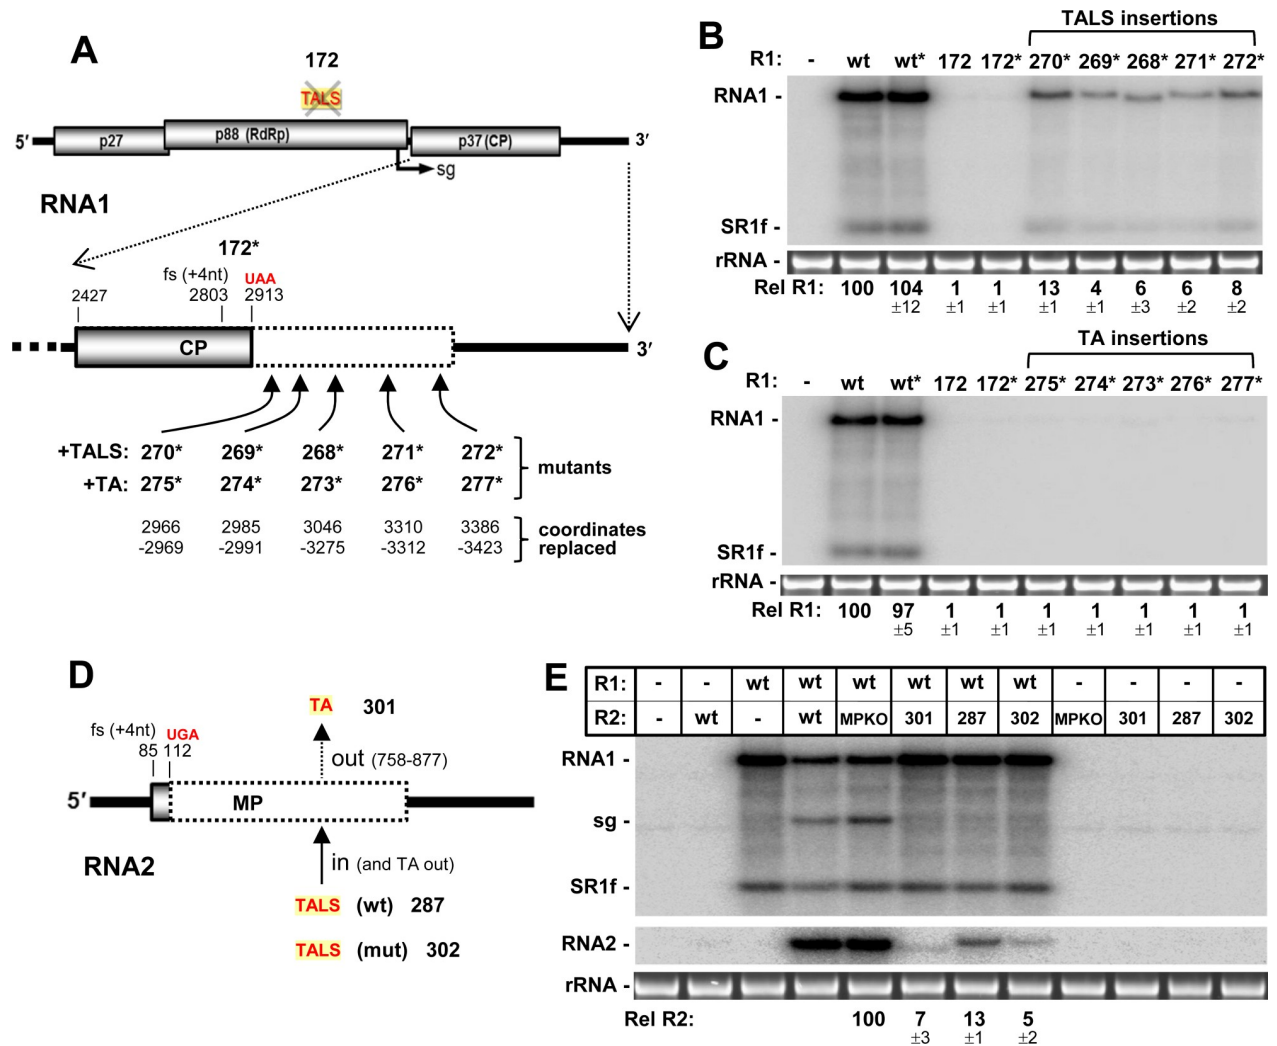 A
172
TALS
5′ p27 p88 (RdRp) p37 (CP) 3′
sg
RNA1
172*
fs (+4nt) UAA
2427 2803 2913
CP 3′
+TALS: 270* 269* 268* 271* 272*
+TA: 275* 274* 273* 276* 277*
mutants
2966 2985 3046 3310 3386
-2969 -2991 -3275 -3312 -3423
coordinates
replaced
B
TALS insertions
R1: - wt wt* 172 172* 270* 269* 268* 271* 272*
RNA1 -
SR1f -
rRNA -
Rel R1: 100 104 1 1 13 4 6 6 8
±12 ±1 ±1 ±1 ±1 ±3 ±2 ±2
C
TA insertions
R1: - wt wt* 172 172* 275* 274* 273* 276* 277*
RNA1 -
SR1f -
rRNA -
Rel R1: 100 97 1 1 1 1 1 1 1
±5 ±1 ±1 ±1 ±1 ±1 ±1 ±1
D
TA 301
fs (+4nt) UGA
85 112
out (758-877)
5′ MP
RNA2
in (and TA out)
TALS (wt) 287
TALS (mut) 302
E
R1: - - wt wt wt wt wt wt - - - -
R2: - wt - wt MPKO 301 287 302 MPKO 301 287 302
RNA1 -
sg -
SR1f -
RNA2 -
rRNA -
Rel R2: 100 7 13 5
±3 ±1 ±2